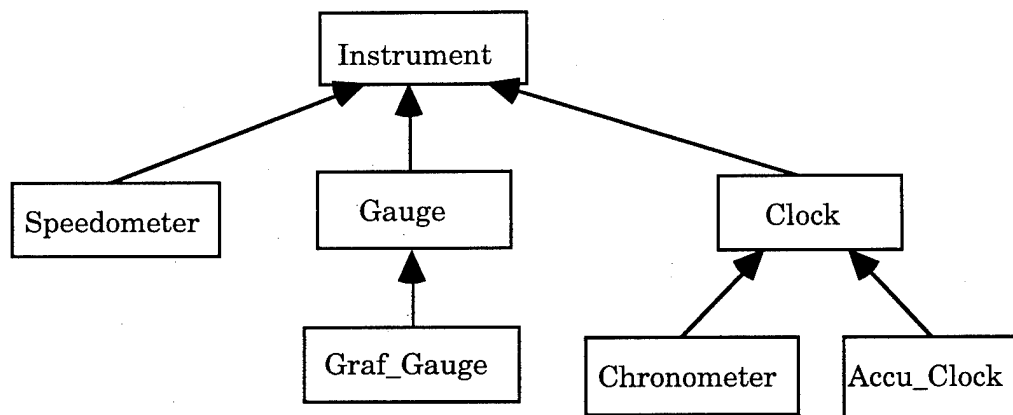 Instrument
Speedometer
Gauge
Clock
Graf_Gauge
Chronometer
Accu_Clock